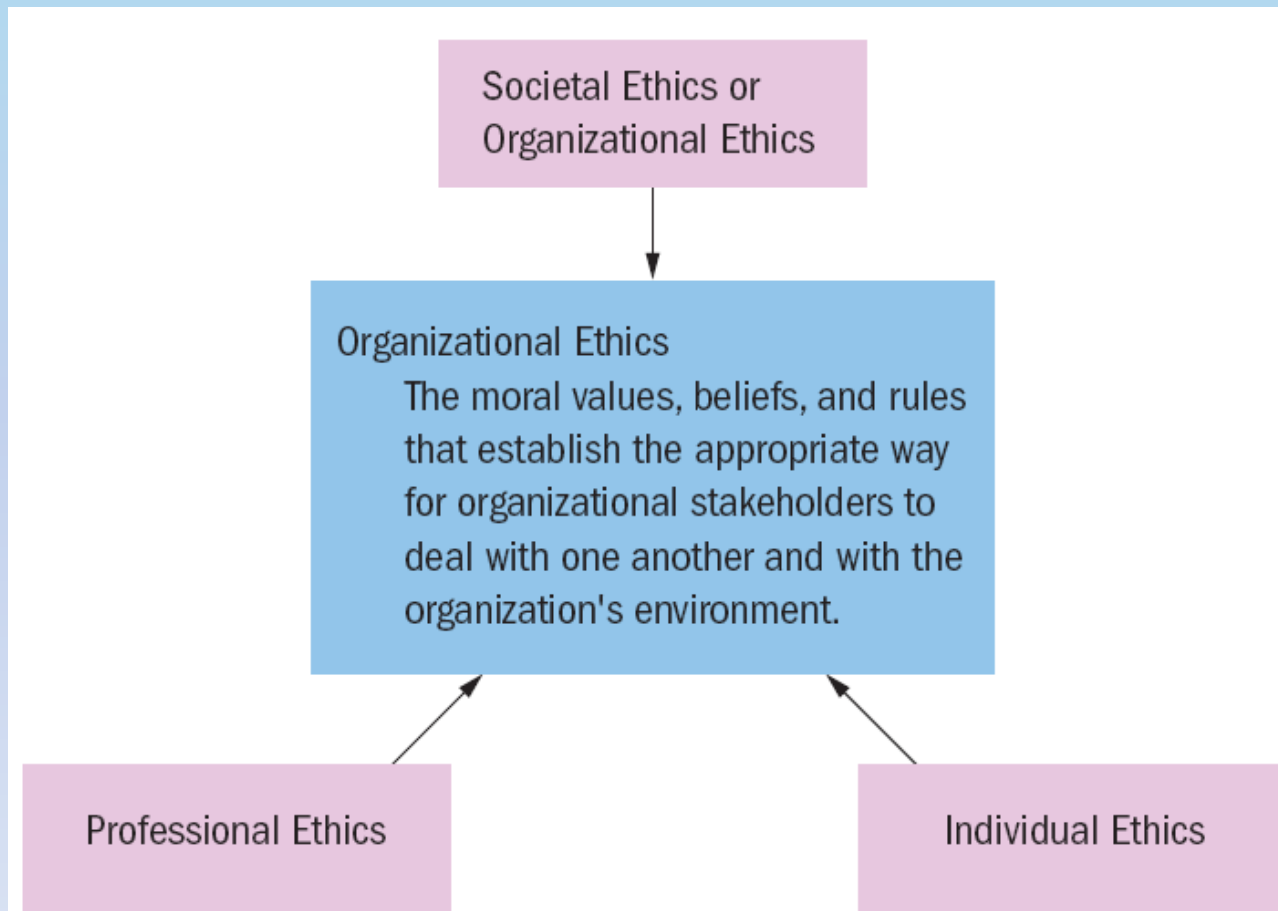 Societal Ethics or
Organizational Ethics
Organizational Ethics
The moral values, beliefs, and rules
that establish the appropriate way
for organizational stakeholders to
deal with one another and with the
organization's environment.
Professional Ethics
Individual Ethics